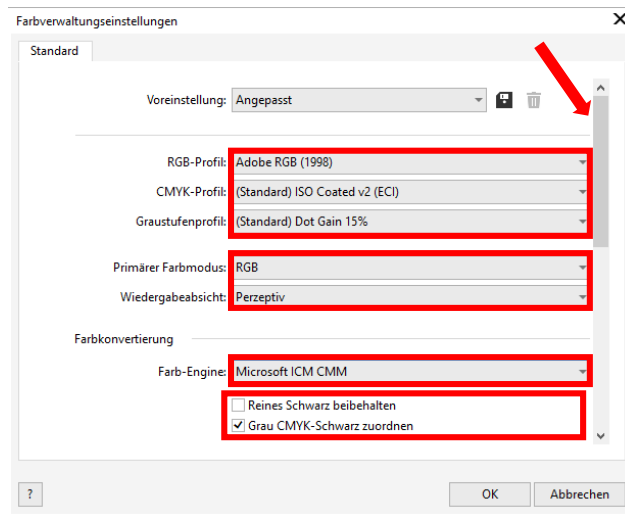 Farbverwaltungseinstellungen
Standard
Voreinstellung: Angepasst
RGB-Profil: Adobe RGB (1998)
CMYK-Profil: (Standard) ISO Coated v2 (ECI)
Graustufenprofil: (Standard) Dot Gain 15%
Primärer Farbmodus: RGB
Wiedergabeabsicht: Perzeptiv
Farbkonvertierung
Farb-Engine: Microsoft ICM CMM
Reines Schwarz beibehalten
Grau CMYK-Schwarz zuordnen
? OK Abbrechen